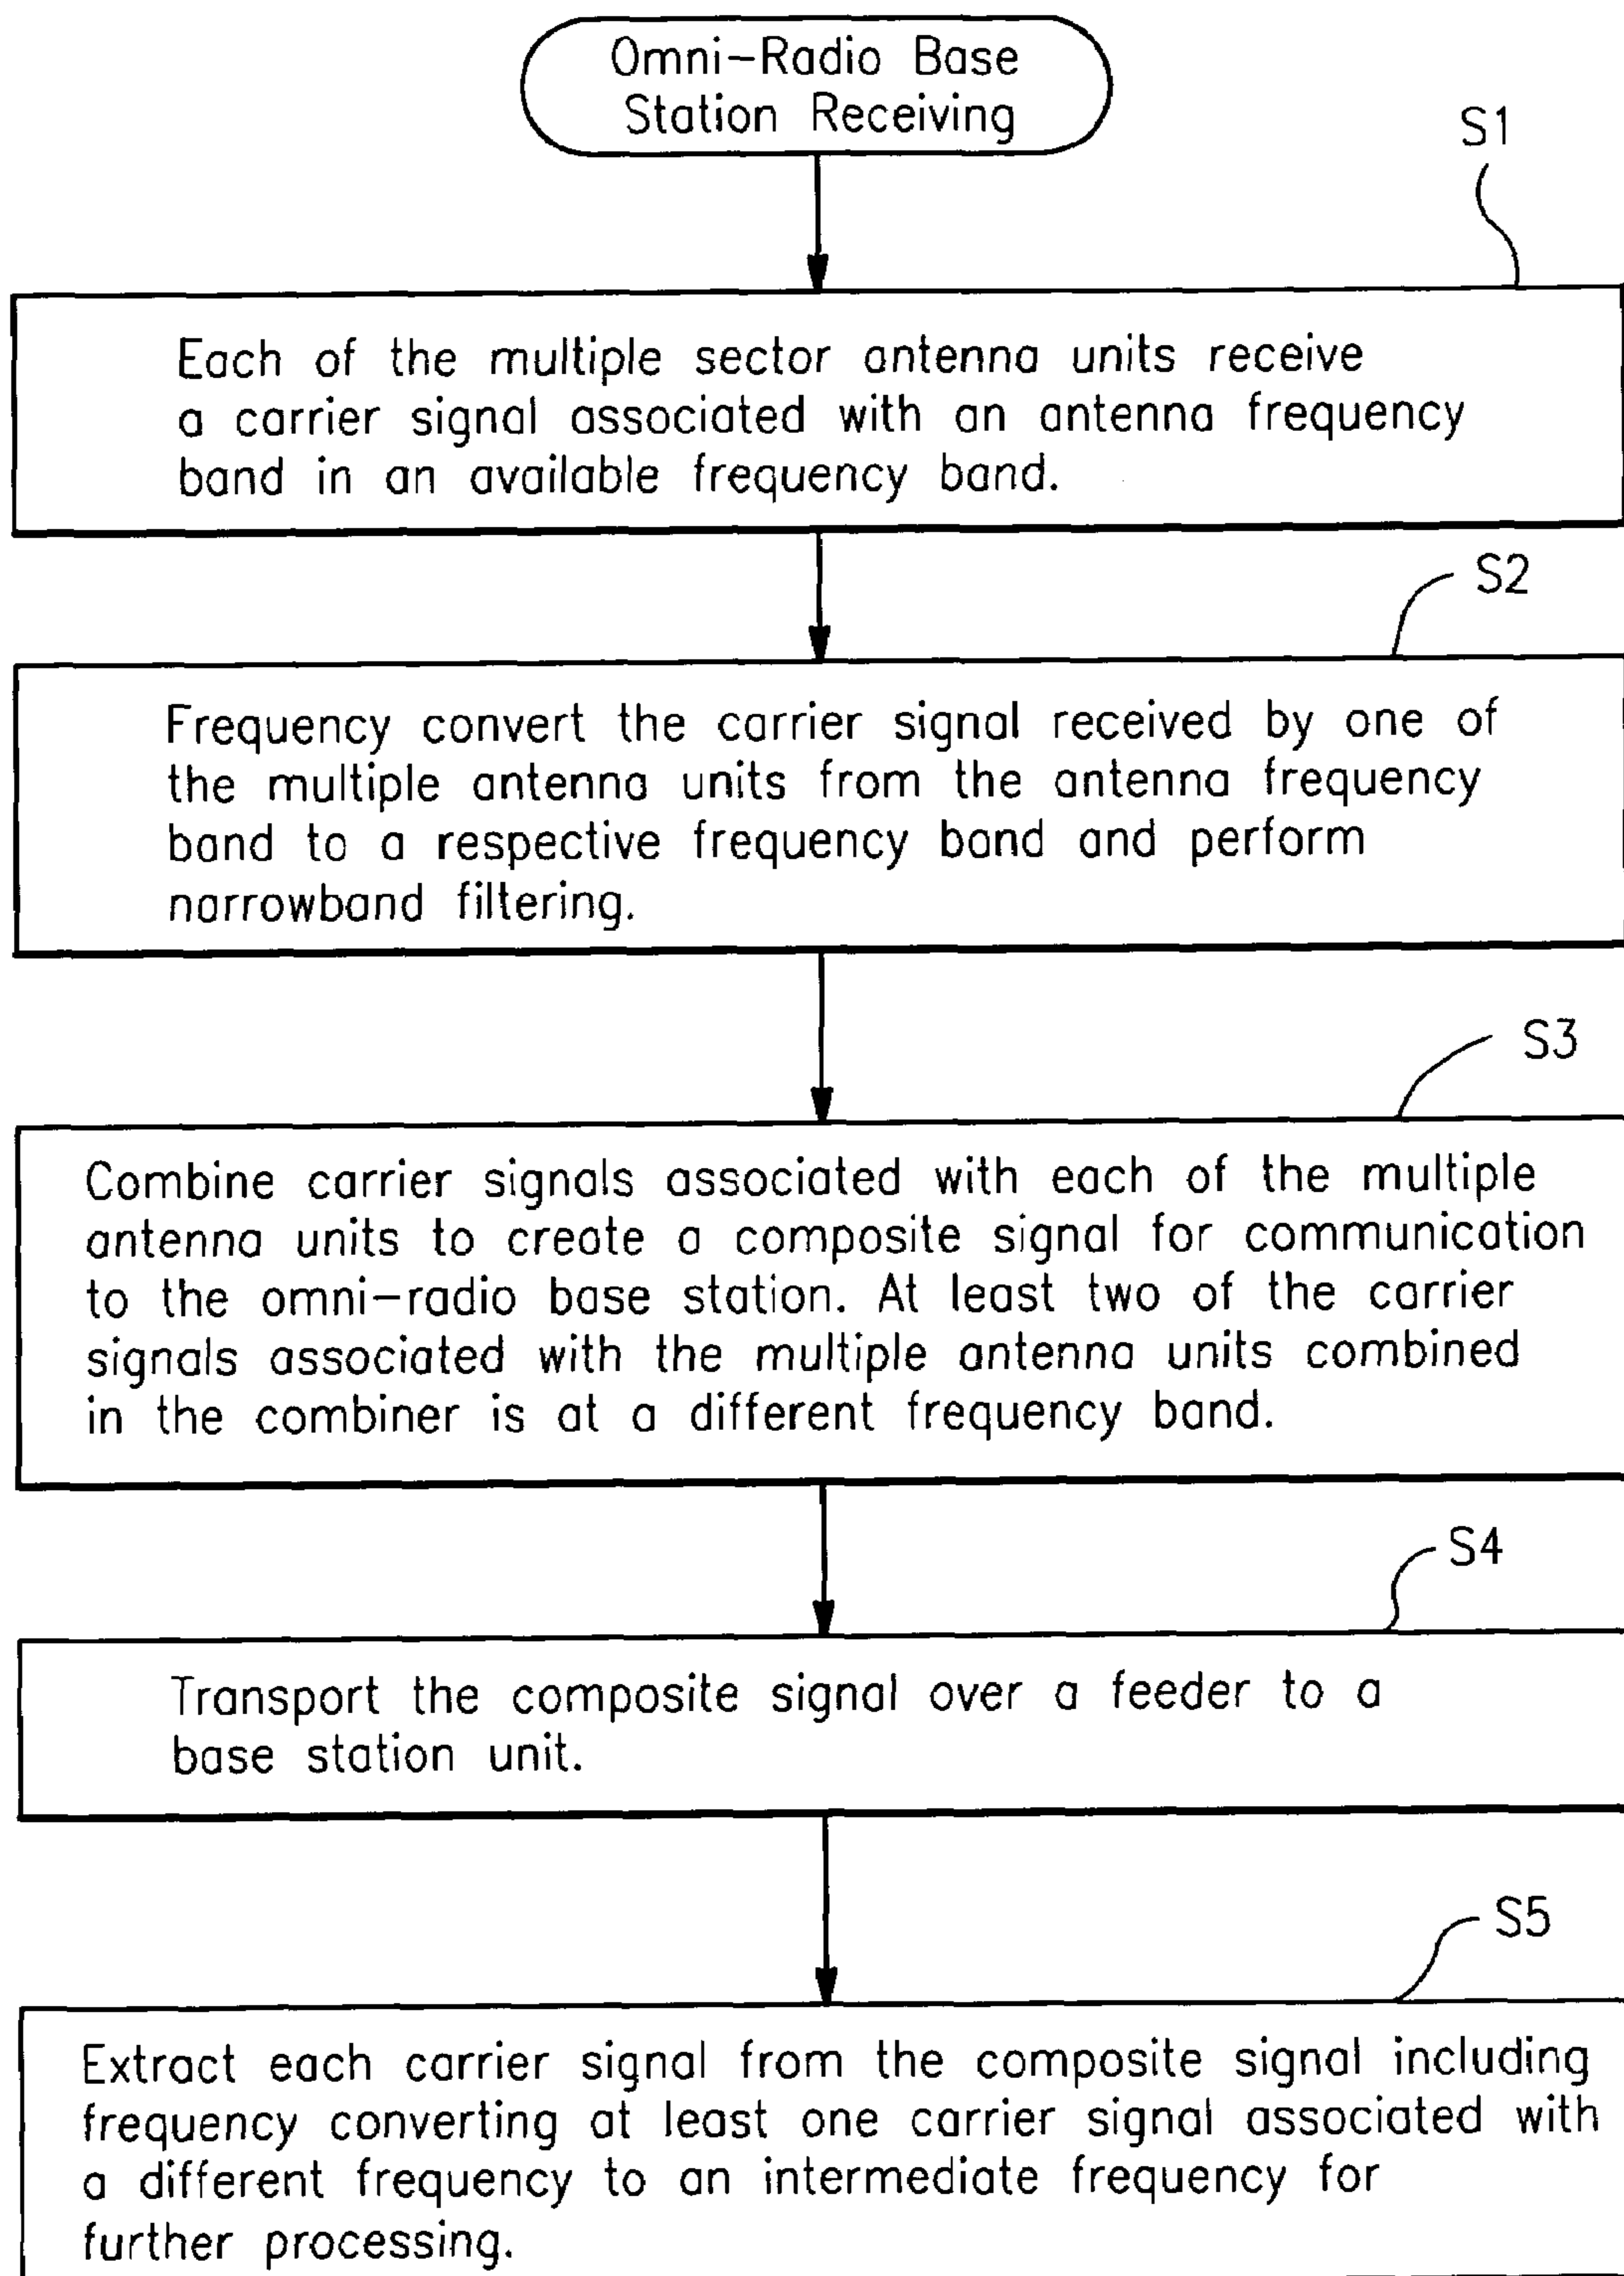 Omni-Radio Base
Station Receiving
S1
Each of the multiple sector antenna units receive
a carrier signal associated with an antenna frequency
band in an available frequency band.
S2
Frequency convert the carrier signal received by one of
the multiple antenna units from the antenna frequency
band to a respective frequency band and perform
narrowband filtering.
S3
Combine carrier signals associated with each of the multiple
antenna units to create a composite signal for communication
to the omni-radio base station. At least two of the carrier
signals associated with the multiple antenna units combined
in the combiner is at a different frequency band.
S4
Transport the composite signal over a feeder to a
base station unit.
S5
Extract each carrier signal from the composite signal including
frequency converting at least one carrier signal associated with
a different frequency to an intermediate frequency for
further processing.